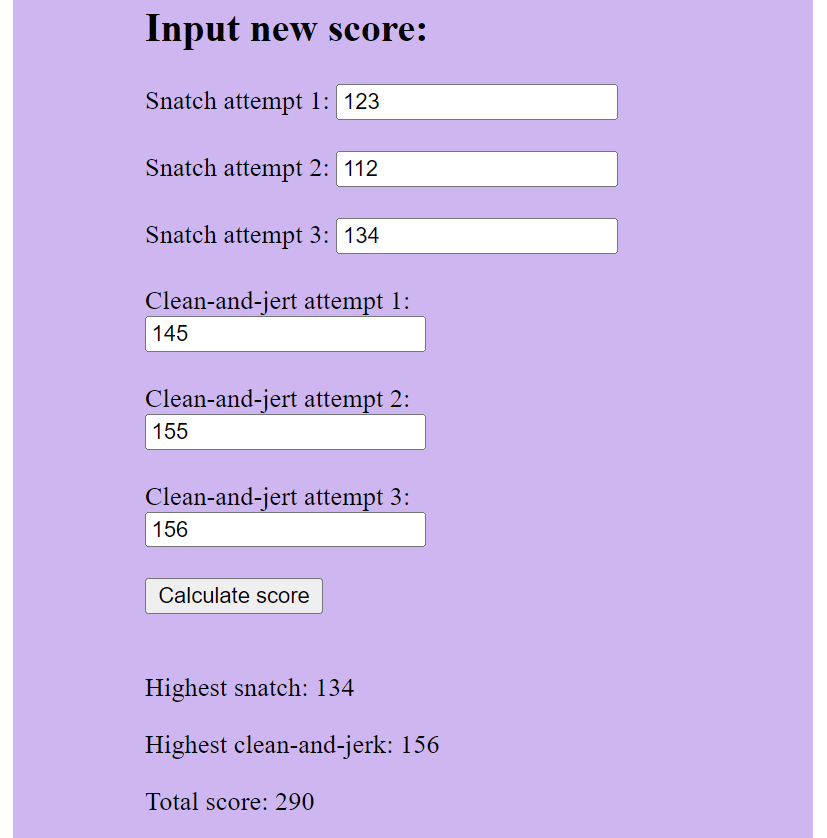 Input new score:
Snatch attempt 1: 123
Snatch attempt 2: 112
Snatch attempt 3: 134
Clean-and-jert attempt 1:
145
Clean-and-jert attempt 2:
155
Clean-and-jert attempt 3:
156
Calculate score
Highest snatch: 134
Highest clean-and-jerk: 156
Total score: 290